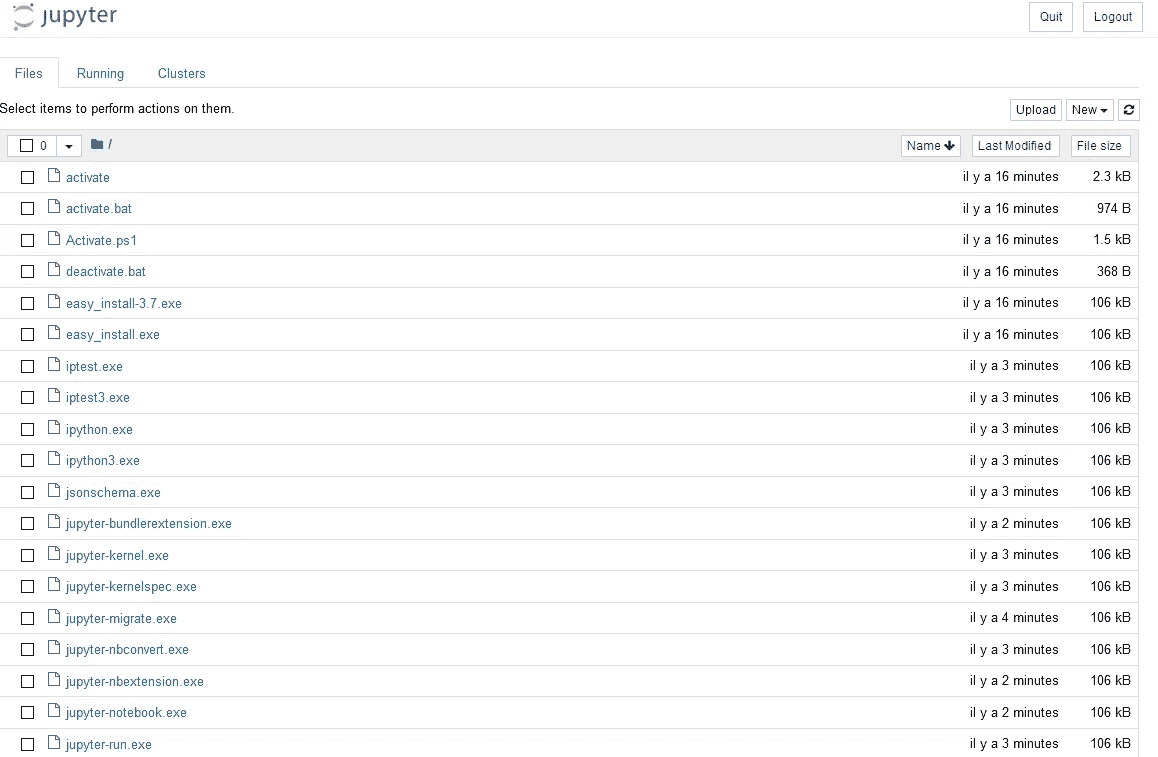 jupyter
Quit Logout
Files Running Clusters
Select items to perform actions on them.
Upload New
0 / Name Last Modified File size
activate il y a 16 minutes 2.3 kB
activate.bat il y a 16 minutes 974 B
Activate.ps1 il y a 16 minutes 1.5 kB
deactivate.bat il y a 16 minutes 368 B
easy_install-3.7.exe il y a 16 minutes 106 kB
easy_install.exe il y a 16 minutes 106 kB
iptest.exe il y a 3 minutes 106 kB
iptest3.exe il y a 3 minutes 106 kB
ipython.exe il y a 3 minutes 106 kB
ipython3.exe il y a 3 minutes 106 kB
jsonschema.exe il y a 3 minutes 106 kB
jupyter-bundlerextension.exe il y a 2 minutes 106 kB
jupyter-kernel.exe il y a 3 minutes 106 kB
jupyter-kernelspec.exe il y a 3 minutes 106 kB
jupyter-migrate.exe il y a 4 minutes 106 kB
jupyter-nbconvert.exe il y a 3 minutes 106 kB
jupyter-nbextension.exe il y a 2 minutes 106 kB
jupyter-notebook.exe il y a 2 minutes 106 kB
jupyter-run.exe il y a 3 minutes 106 kB